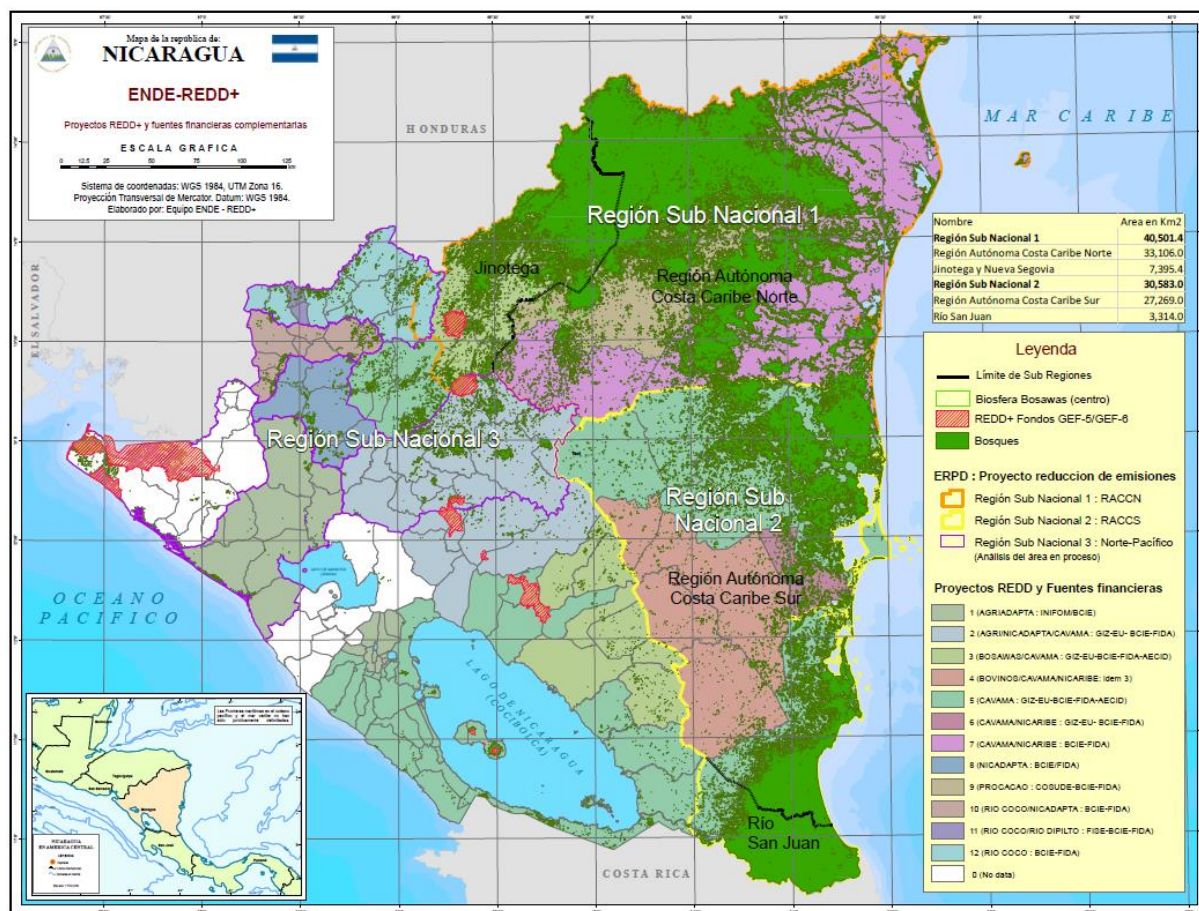 Mapa de la república de:
NICARAGUA
ENDE-REDD+
Proyectos REDD+ y fuentes financieras complementarias
ESCALA GRAFICA
0 12.5 25 50 75 100 125
Sistema de coordenadas: WGS 1984, UTM Zona 16.
Proyección Transversal de Mercator. Datum: WGS 1984.
Elaborado por: Equipo ENDE - REDD+
HONDURAS
MAR CARIBE
EL SALVADOR
Región Sub Nacional 1
Jinotega
Región Autónoma
Costa Caribe Norte
Región Sub Nacional 3
Región Sub
Nacional 2
Región Autónoma
Costa Caribe Sur
OCEANO
PACIFICO
LAGO DE NICARAGUA
(COCIBOLCA)
Río
San Juan
COSTA RICA
Nombre Area en Km2
Región Sub Nacional 1 40,501.4
Región Autónoma Costa Caribe Norte 33,106.0
Jinotega y Nueva Segovia 7,395.4
Región Sub Nacional 2 30,583.0
Región Autónoma Costa Caribe Sur 27,269.0
Río San Juan 3,314.0
Leyenda
Límite de Sub Regiones
Biosfera Bosawas (centro)
REDD+ Fondos GEF-5/GEF-6
Bosques
ERPD : Proyecto reduccion de emisiones
Región Sub Nacional 1 : RACCN
Región Sub Nacional 2 : RACCS
Región Sub Nacional 3 : Norte-Pacífico
(Análisis del área en proceso)
Proyectos REDD y Fuentes financieras
1 (AGRIADAPTA : INIFOM/BCIE)
2 (AGRI/NICADAPTA/CAVAMA : GIZ-EU- BCIE-FIDA)
3 (BOSAWAS/CAVAMA : GIZ-EU-BCIE-FIDA-AECID)
4 (BOVINOS/CAVAMA/NICARIBE: idem 3)
5 (CAVAMA : GIZ-EU-BCIE-FIDA-AECID)
6 (CAVAMA/NICARIBE : GIZ-EU- BCIE-FIDA)
7 (CAVAMA/NICARIBE : BCIE-FIDA)
8 (NICADAPTA : BCIE/FIDA)
9 (PROCACAO : COSUDE-BCIE-FIDA)
10 (RIO COCO/NICADAPTA : BCIE-FIDA)
11 (RIO COCO/RIO DIPILTO : FISE-BCIE-FIDA)
12 (RIO COCO : BCIE-FIDA)
0 (No data)
NICARAGUA
EN AMERICA CENTRAL